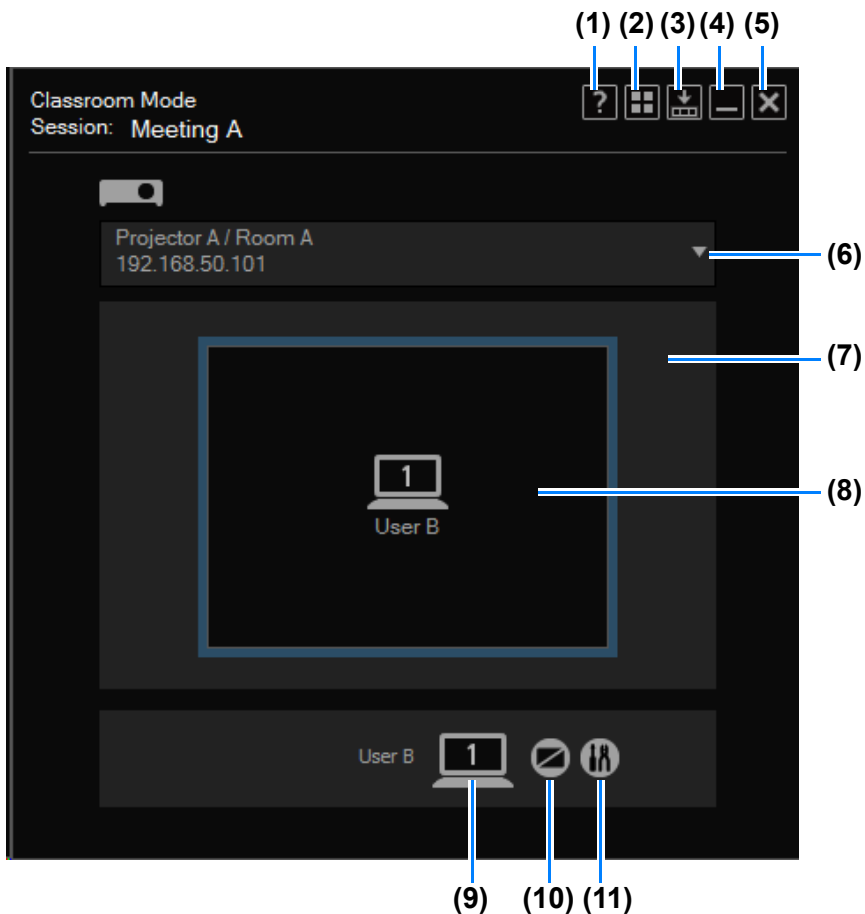 (1) (2) (3) (4) (5)
?
Classroom Mode
Session: Meeting A
Projector A / Room A
192.168.50.101
(6)
(7)
1
(8)
User B
User B 1
(9) (10) (11)